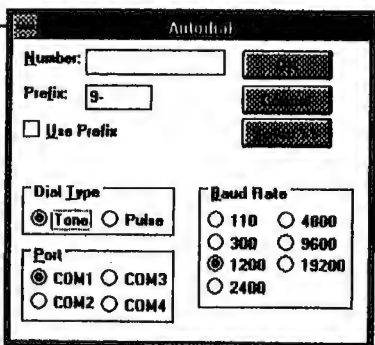 Autodial
Number:
Prefix: 9-
Use Prefix
Dial Type
Tone Pulse
Port
COM1 COM3
COM2 COM4
Baud Rate
110 4800
300 9600
1200 19200
2400